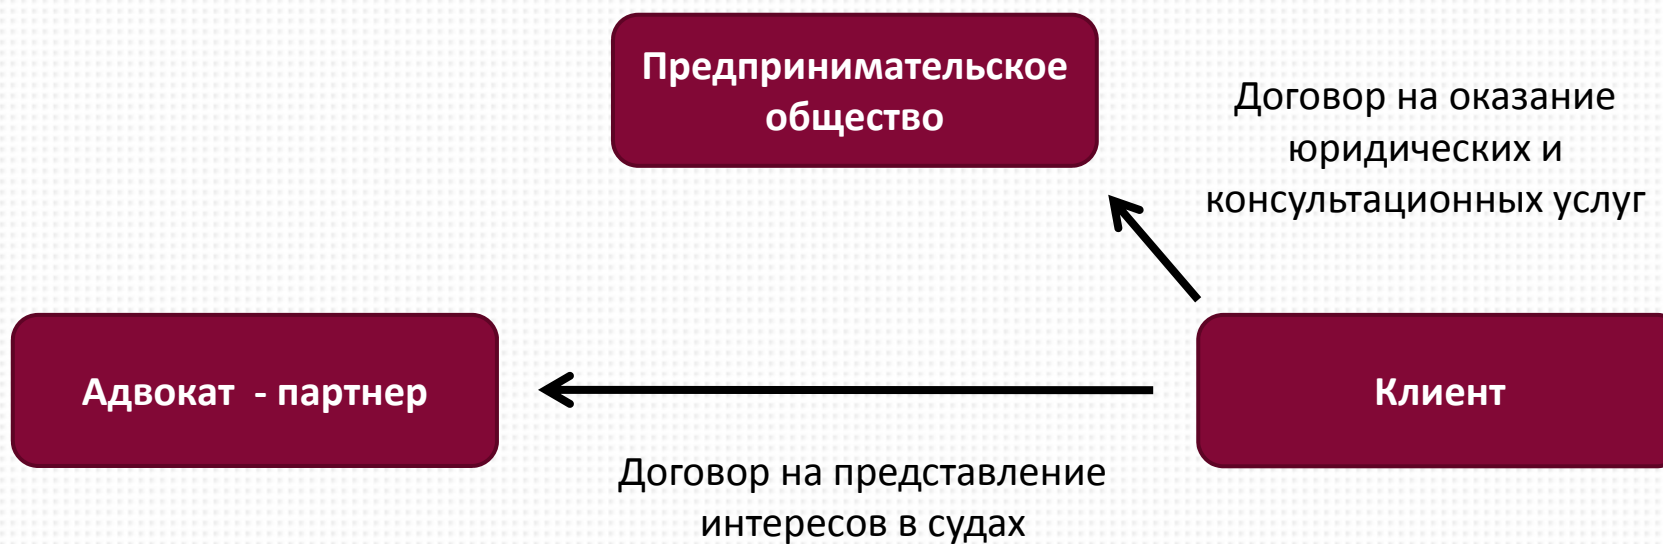 Предпринимательское
общество
Договор на оказание
юридических и
консультационных услуг
Адвокат - партнер
Клиент
Договор на представление
интересов в судах